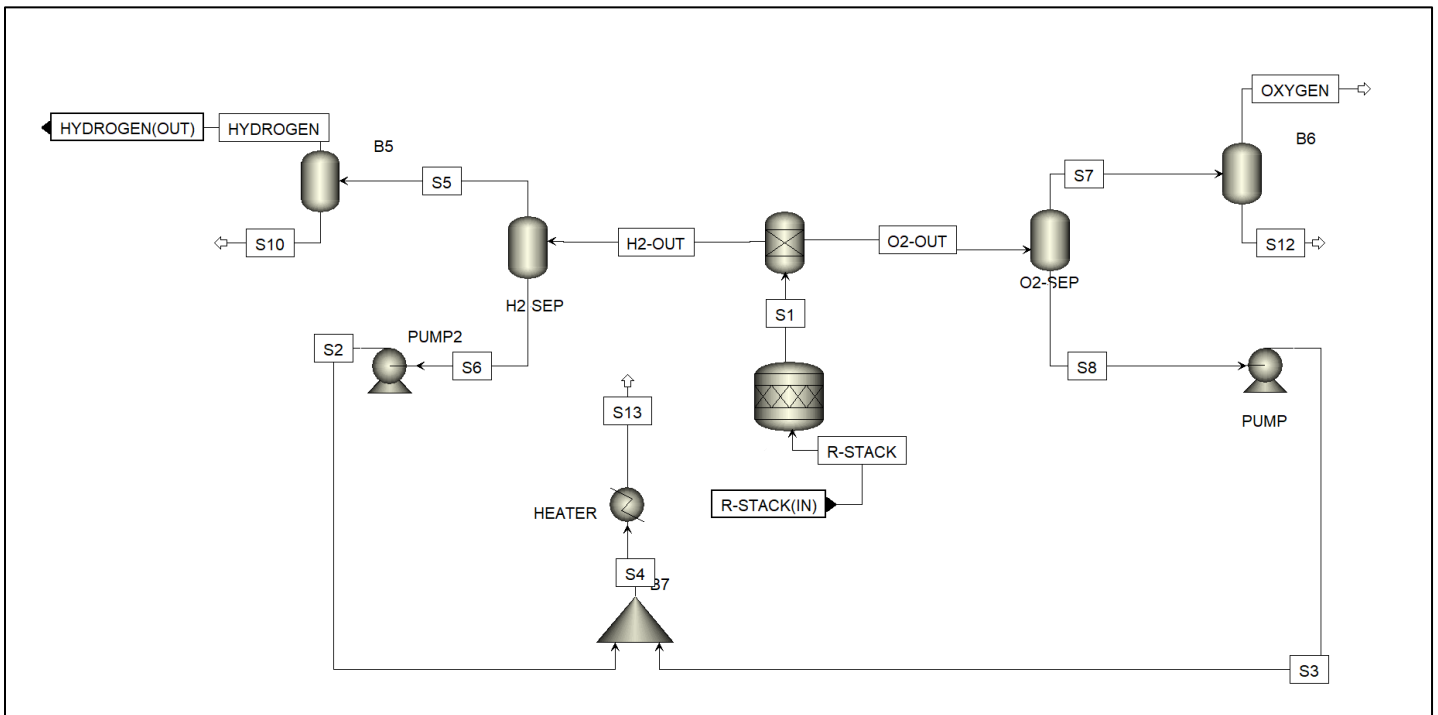 OXYGEN
HYDROGEN(OUT)
HYDROGEN
B5
B6
S5
S7
S10
H2-OUT
O2-OUT
S12
O2-SEP
H2 SEP
S1
PUMP2
S2
S6
S8
S13
PUMP
R-STACK
R-STACK(IN)
HEATER
S4
B7
S3